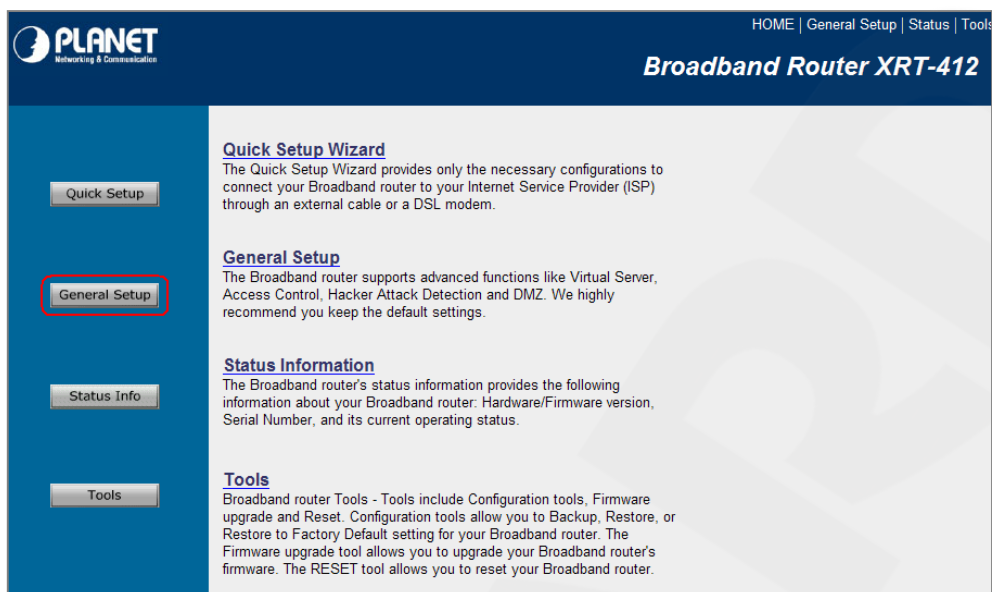 PLANET
Networking & Communication
HOME | General Setup | Status | Tools
Broadband Router XRT-412
Quick Setup
General Setup
Status Info
Tools
Quick Setup Wizard
The Quick Setup Wizard provides only the necessary configurations to
connect your Broadband router to your Internet Service Provider (ISP)
through an external cable or a DSL modem.
General Setup
The Broadband router supports advanced functions like Virtual Server,
Access Control, Hacker Attack Detection and DMZ. We highly
recommend you keep the default settings.
Status Information
The Broadband router's status information provides the following
information about your Broadband router: Hardware/Firmware version,
Serial Number, and its current operating status.
Tools
Broadband router Tools - Tools include Configuration tools, Firmware
upgrade and Reset. Configuration tools allow you to Backup, Restore, or
Restore to Factory Default setting for your Broadband router. The
Firmware upgrade tool allows you to upgrade your Broadband router's
firmware. The RESET tool allows you to reset your Broadband router.